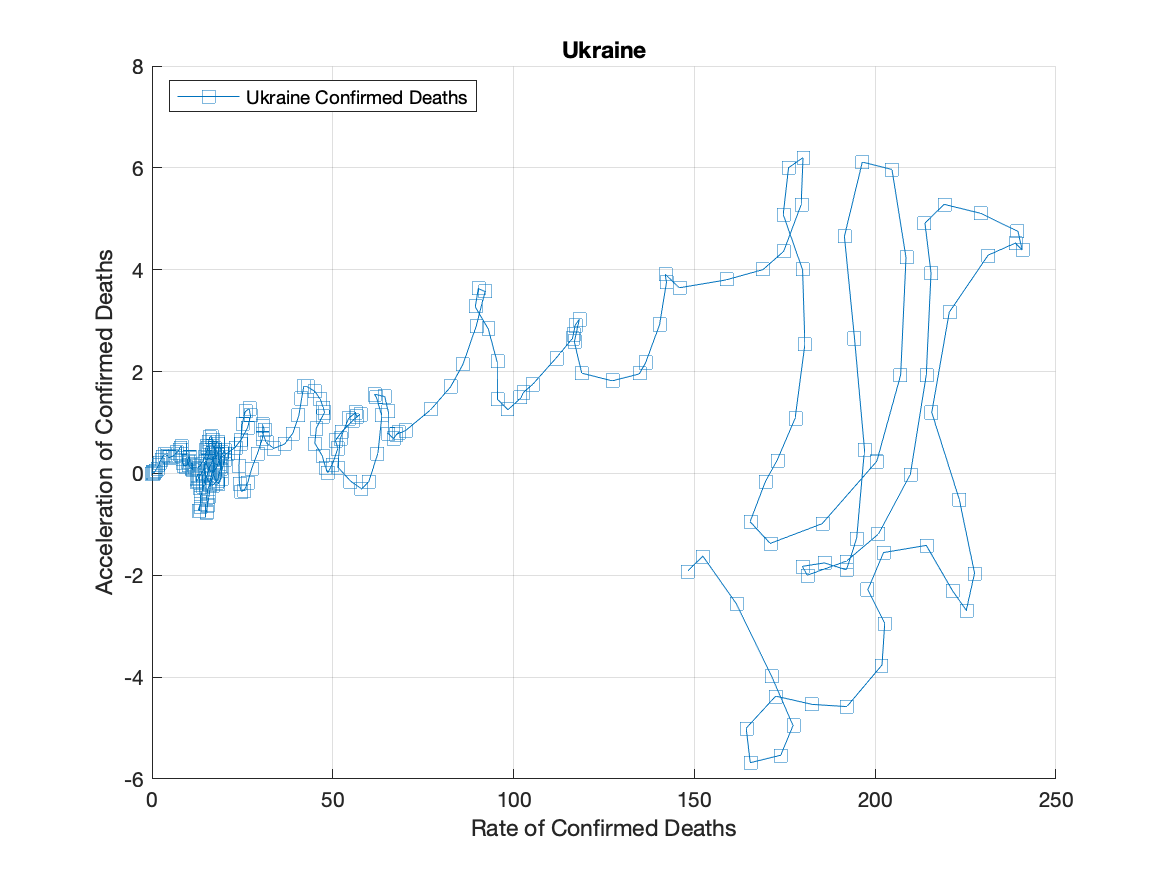 Ukraine
Ukraine Confirmed Deaths
8
6
4
2
0
-2
-4
-6
Acceleration of Confirmed Deaths
0 50 100 150 200 250
Rate of Confirmed Deaths